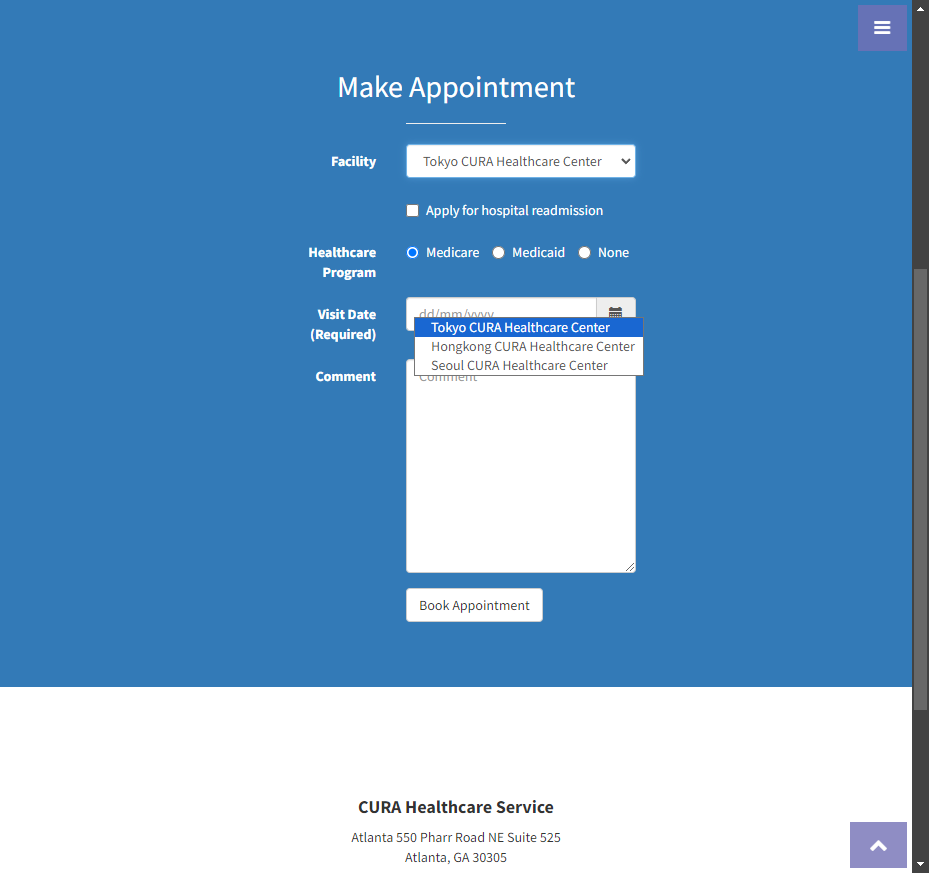 Make Appointment
Facility
Tokyo CURA Healthcare Center
Apply for hospital readmission
Healthcare
Program
Medicare
Medicaid
None
Visit Date
(Required)
dd/mm/yyyy
Tokyo CURA Healthcare Center
Hongkong CURA Healthcare Center
Seoul CURA Healthcare Center
Comment
Comment
Book Appointment
CURA Healthcare Service
Atlanta 550 Pharr Road NE Suite 525
Atlanta, GA 30305